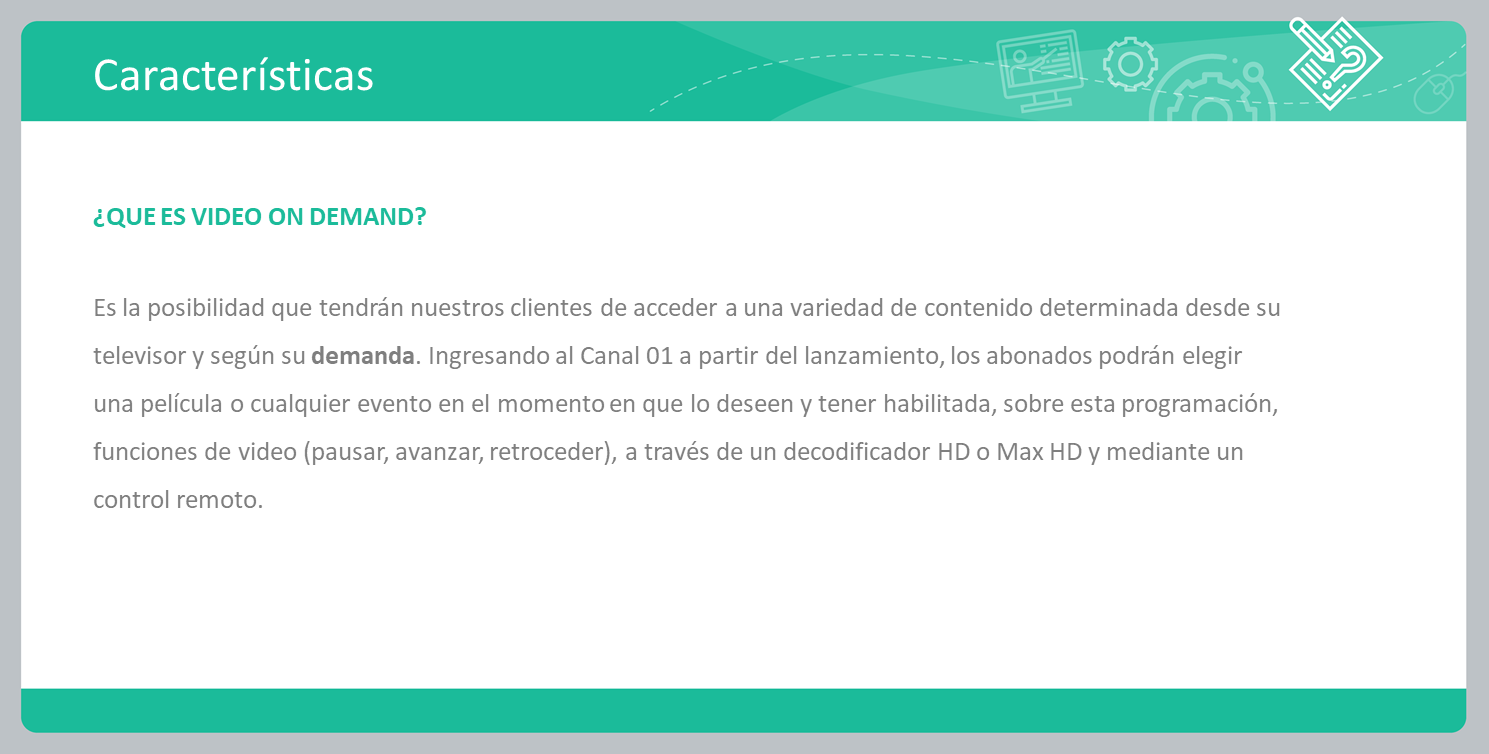 Características
¿QUE ES VIDEO ON DEMAND?
Es la posibilidad que tendrán nuestros clientes de acceder a una variedad de contenido determinada desde su
televisor y según su demanda. Ingresando al Canal 01 a partir del lanzamiento, los abonados podrán elegir
una película o cualquier evento en el momento en que lo deseen y tener habilitada, sobre esta programación,
funciones de video (pausar, avanzar, retroceder), a través de un decodificador HD o Max HD y mediante un
control remoto.